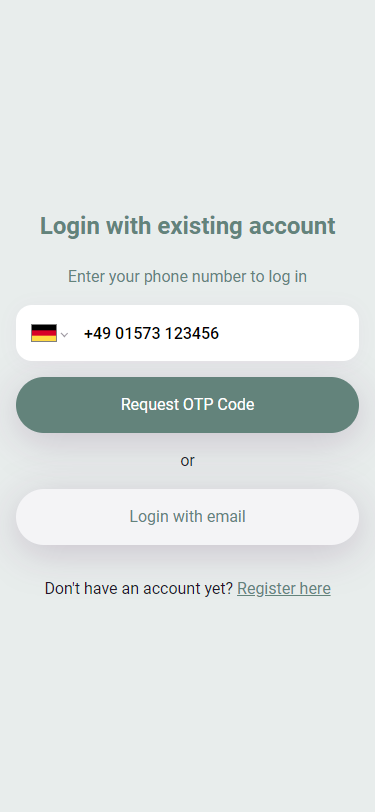 Login with existing account
Enter your phone number to log in
+49 01573 123456
Request OTP Code
or
Login with email
Don't have an account yet? Register here